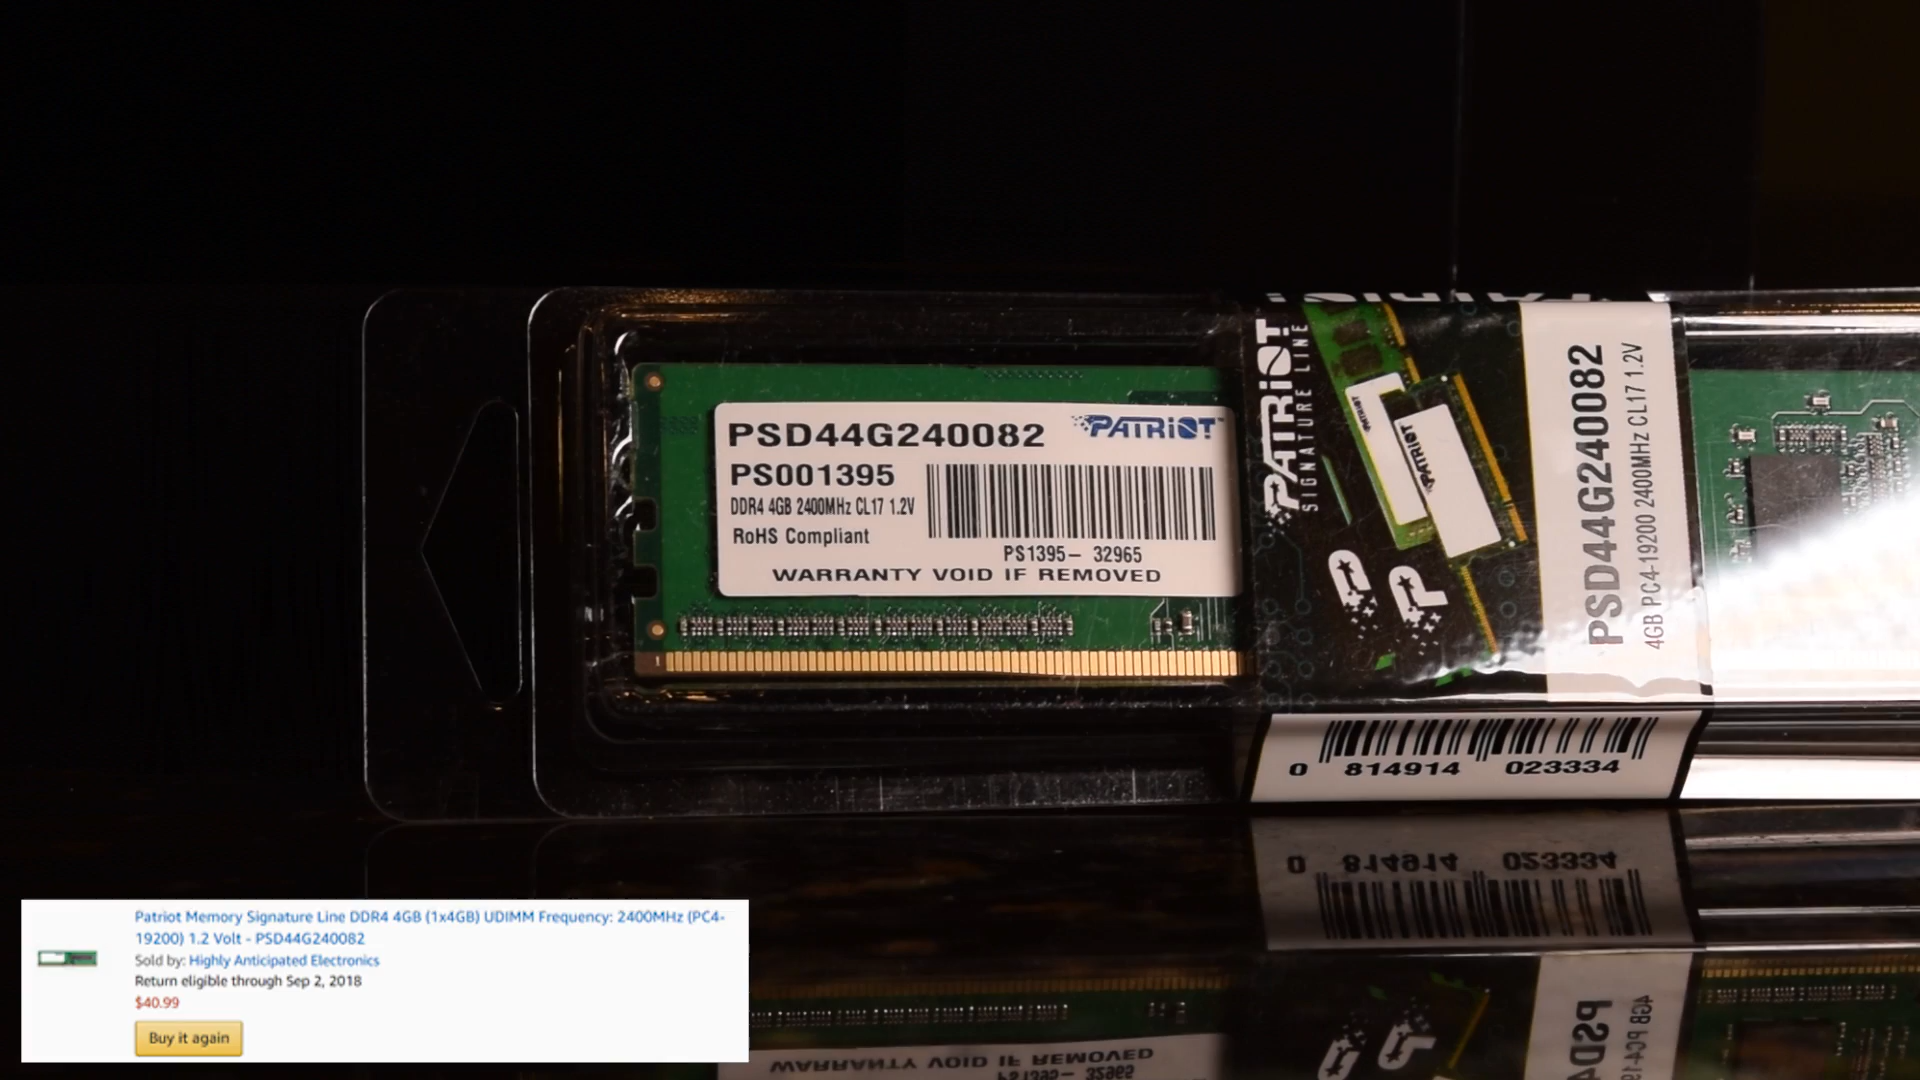 PSD44G240082
PATRIOT
PS001395
DDR4 4GB 2400MHz CL17 1.2V
RoHS Compliant
PS1395- 32965
WARRANTY VOID IF REMOVED
PATRIOT
SIGNATURE LINE
PATRIOT
PATRIOT
PSD44G240082
4GB PC4-19200 2400MHz CL17 1.2V
0 814914 023334
Patriot Memory Signature Line DDR4 4GB (1x4GB) UDIMM Frequency: 2400MHz (PC4-
19200) 1.2 Volt - PSD44G240082
Sold by: Highly Anticipated Electronics
Return eligible through Sep 2, 2018
$40.99
Buy it again